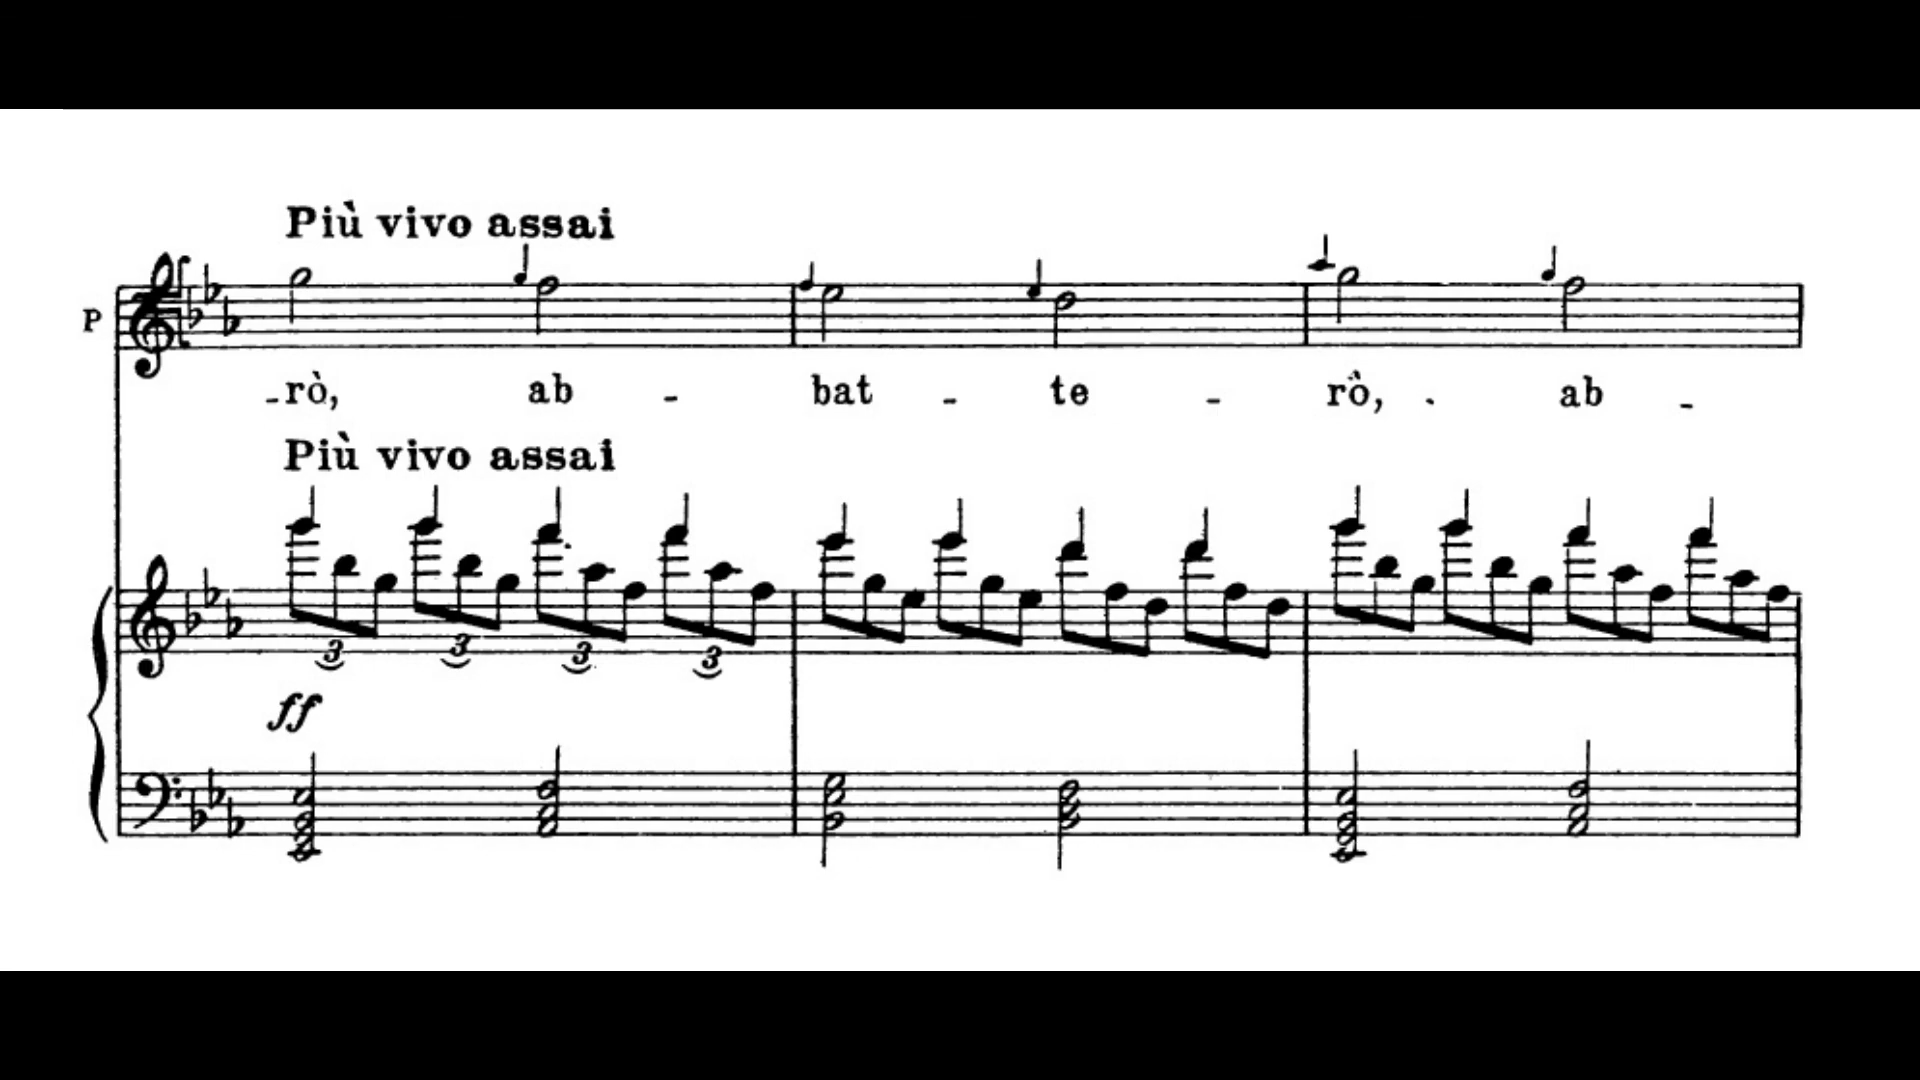 Più vivo assai
P
-rò, ab - bat - te - rò, . ab -
Più vivo assai
3 3 3 3
ff